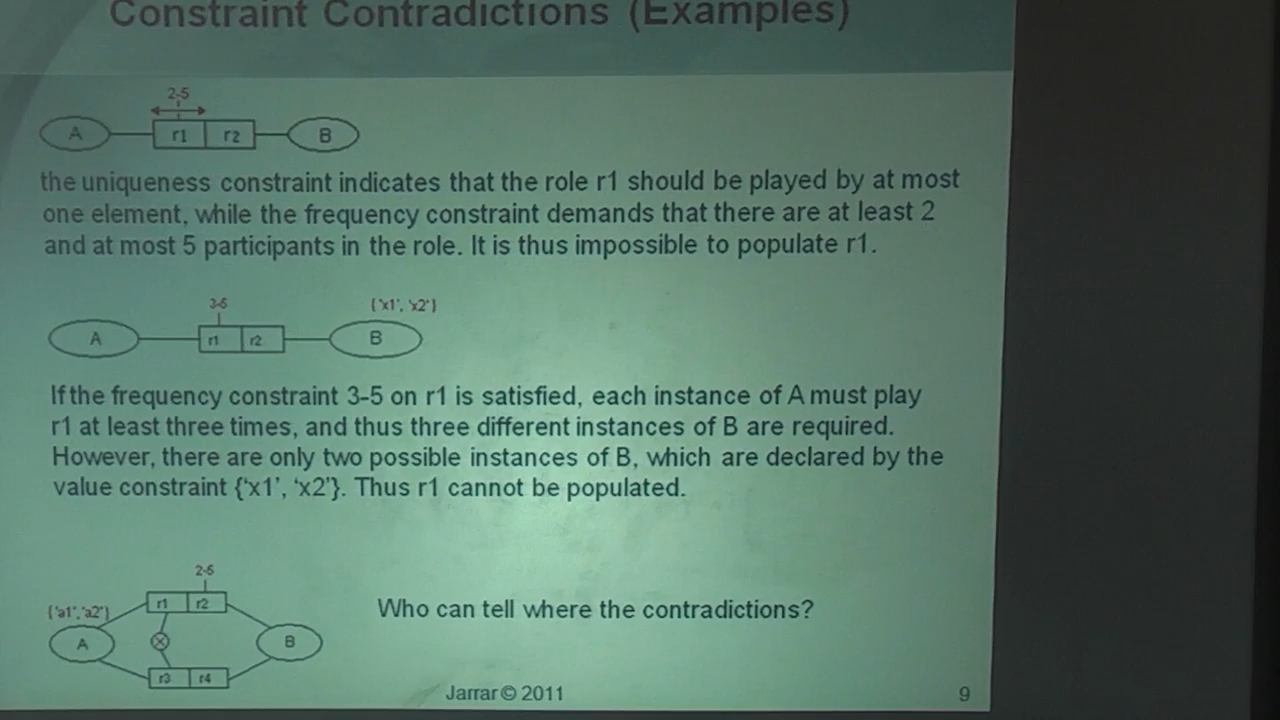 Constraint Contradictions (Examples)
2-5
A r1 r2 B
the uniqueness constraint indicates that the role r1 should be played by at most
one element, while the frequency constraint demands that there are at least 2
and at most 5 participants in the role. It is thus impossible to populate r1.
3-5 {'x1', 'x2'}
A r1 r2 B
If the frequency constraint 3-5 on r1 is satisfied, each instance of A must play
r1 at least three times, and thus three different instances of B are required.
However, there are only two possible instances of B, which are declared by the
value constraint {'x1', 'x2'}. Thus r1 cannot be populated.
2-5
{'a1','a2'} r1 r2
Who can tell where the contradictions?
A B
r3 r4
Jarrar © 2011
9